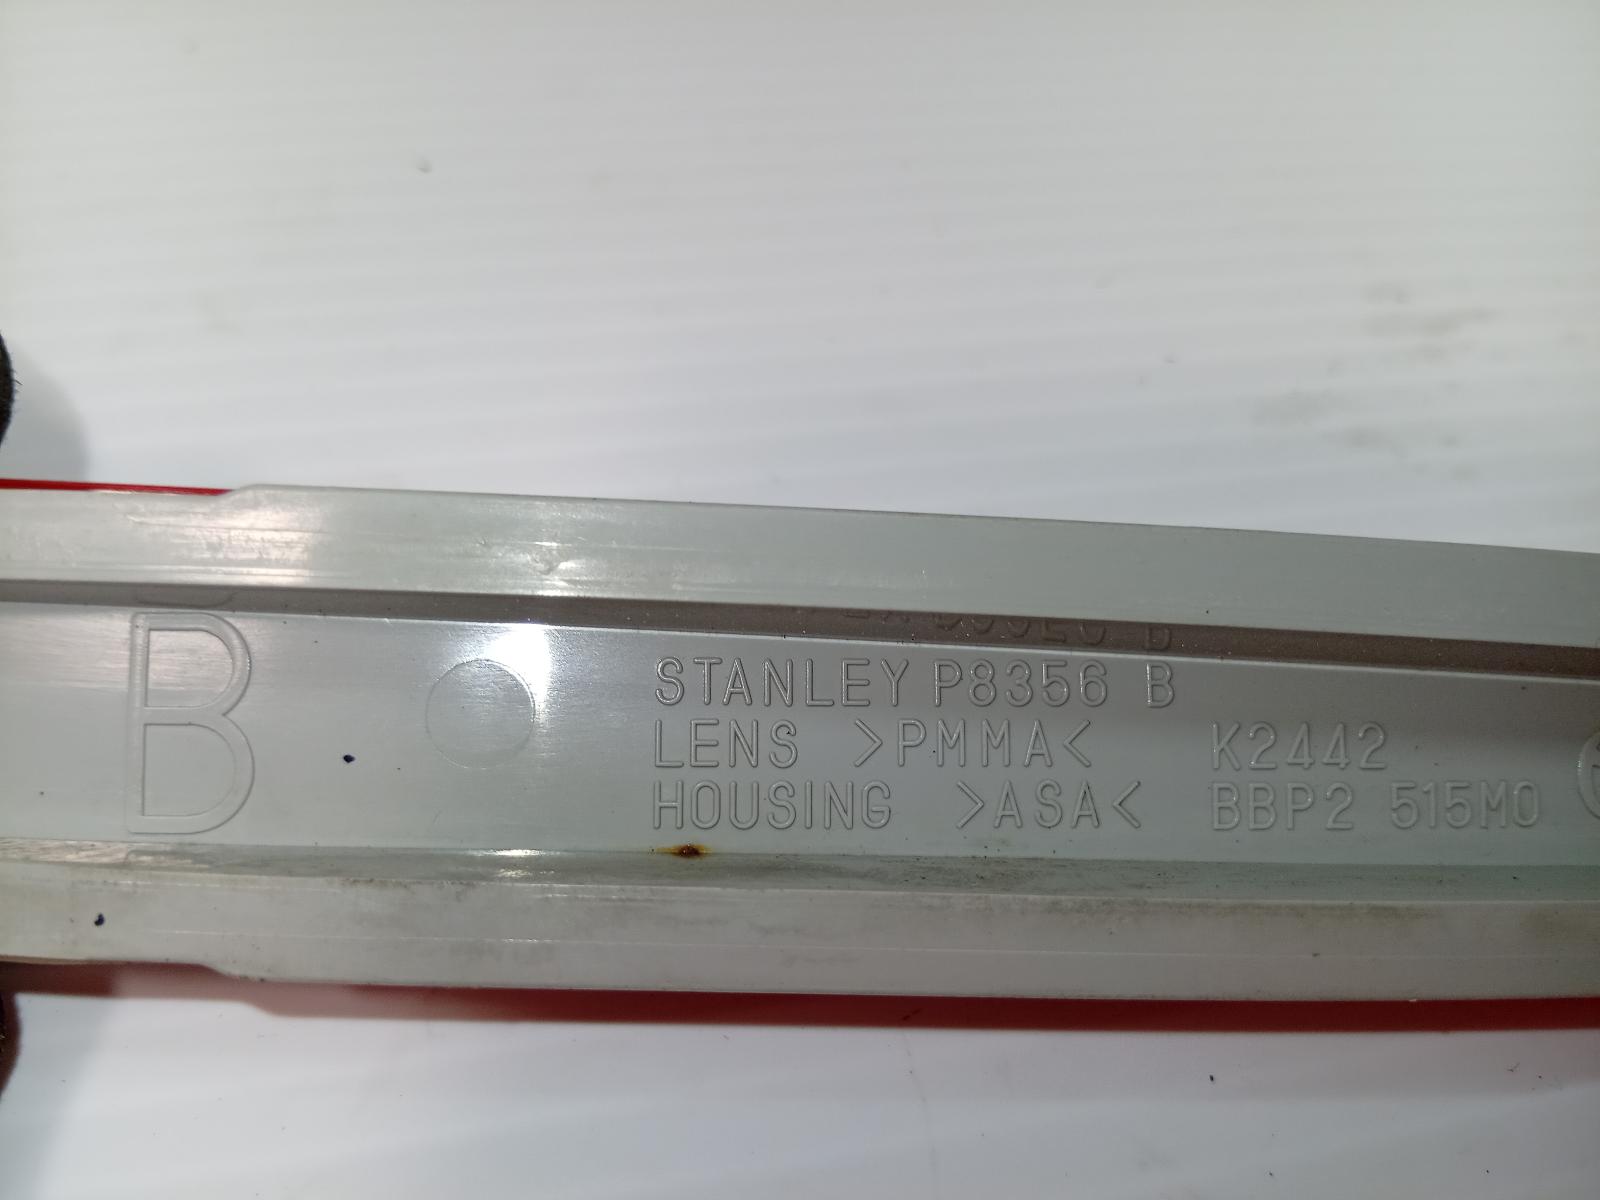 B
STANLEY P8356 B
LENS >PMMA< K2442
HOUSING >ASA< BBP2 515M0